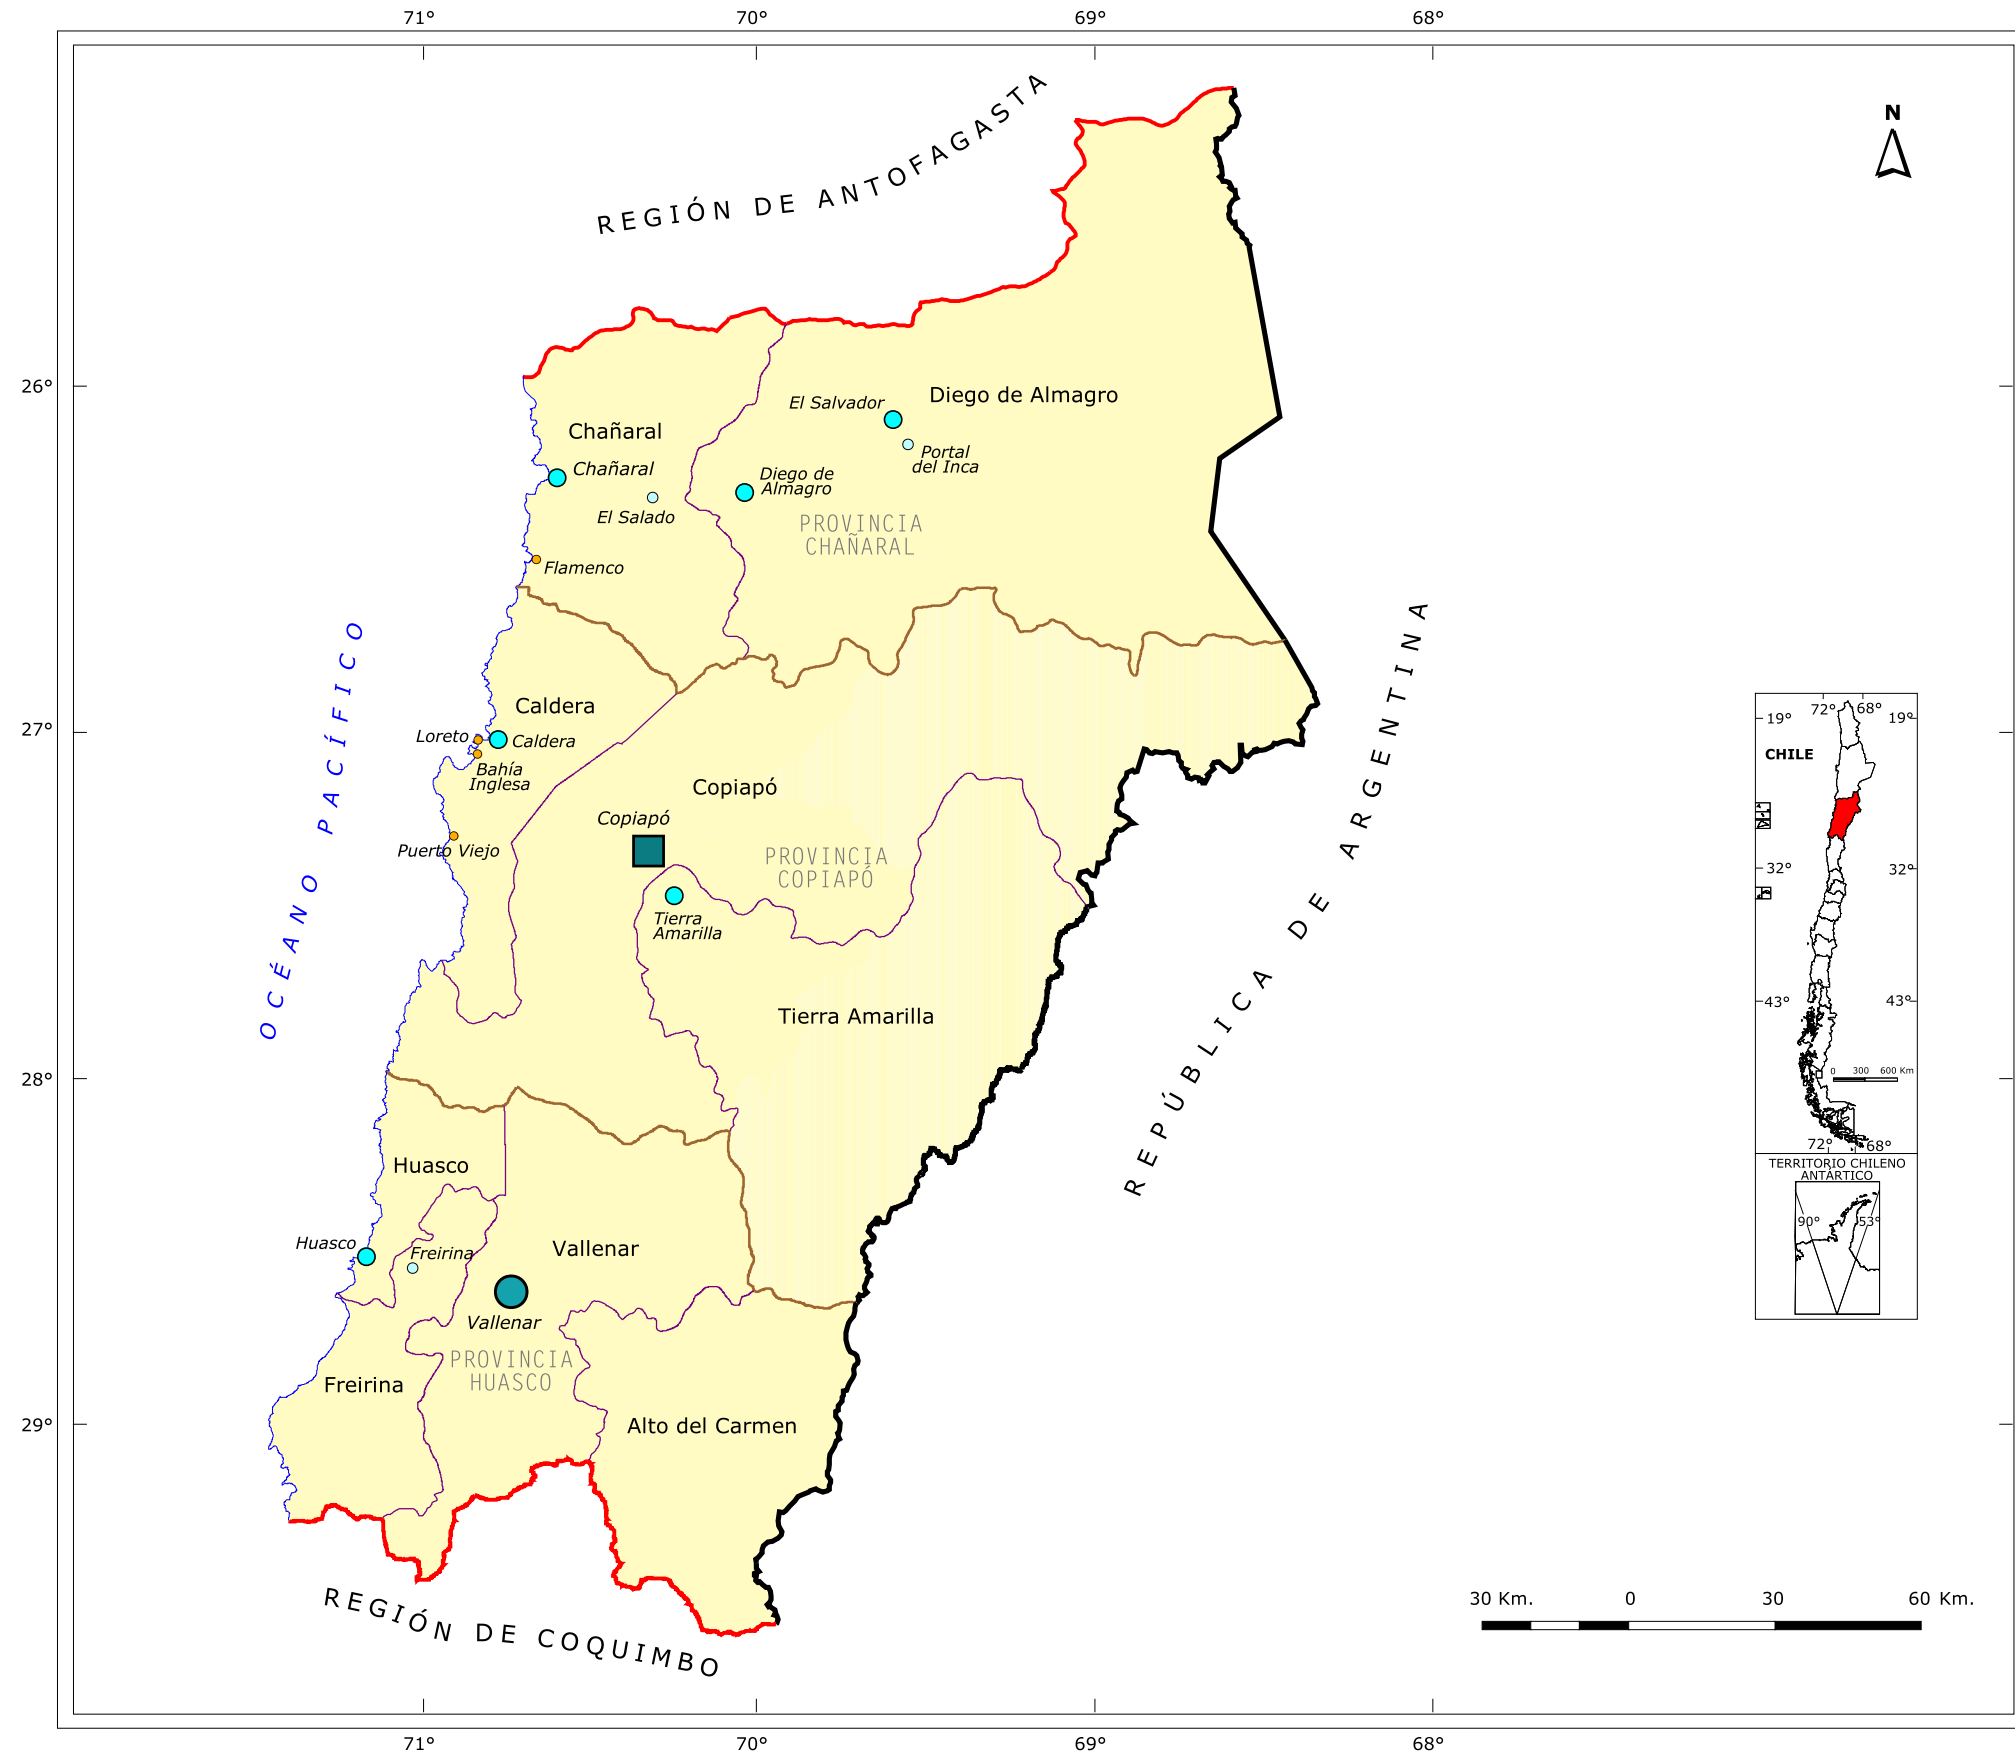 71°
70°
69°
68°
REGIÓN DE ANTOFAGASTA
N
26°
El Salvador
Diego de Almagro
Chañaral
Portal
del Inca
Chañaral
Diego de
Almagro
El Salado
PROVINCIA
CHAÑARAL
Flamenco
OCÉANO PACÍFICO
REPÚBLICA DE ARGENTINA
27°
Caldera
Loreto
Caldera
Bahía
Inglesa
Copiapó
Copiapó
Puerto Viejo
PROVINCIA
COPIAPÓ
Tierra
Amarilla
Tierra Amarilla
28°
Huasco
Huasco
Freirina
Vallenar
Vallenar
PROVINCIA
HUASCO
Freirina
29°
Alto del Carmen
REGIÓN DE COQUIMBO
72°
68°
19°
19°
CHILE
32°
32°
43°
43°
0 300 600 Km
72°
68°
TERRITORIO CHILENO
ANTÁRTICO
90°
53°
30 Km. 0 30 60 Km.
71°
70°
69°
68°